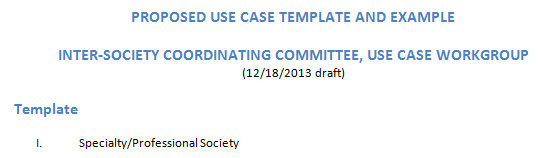 PROPOSED USE CASE TEMPLATE AND EXAMPLE
INTER-SOCIETY COORDINATING COMMITTEE, USE CASE WORKGROUP
(12/18/2013 draft)
Template
I. Specialty/Professional Society